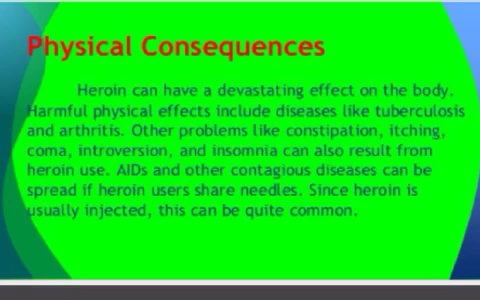 Physical Consequences
Heroin can have a devastating effect on the body.
Harmful physical effects include diseases like tuberculosis
and arthritis. Other problems like constipation, itching,
coma, introversion, and insomnia can also result from
heroin use. AIDs and other contagious diseases can be
spread if heroin users share needles. Since heroin is
usually injected, this can be quite common.